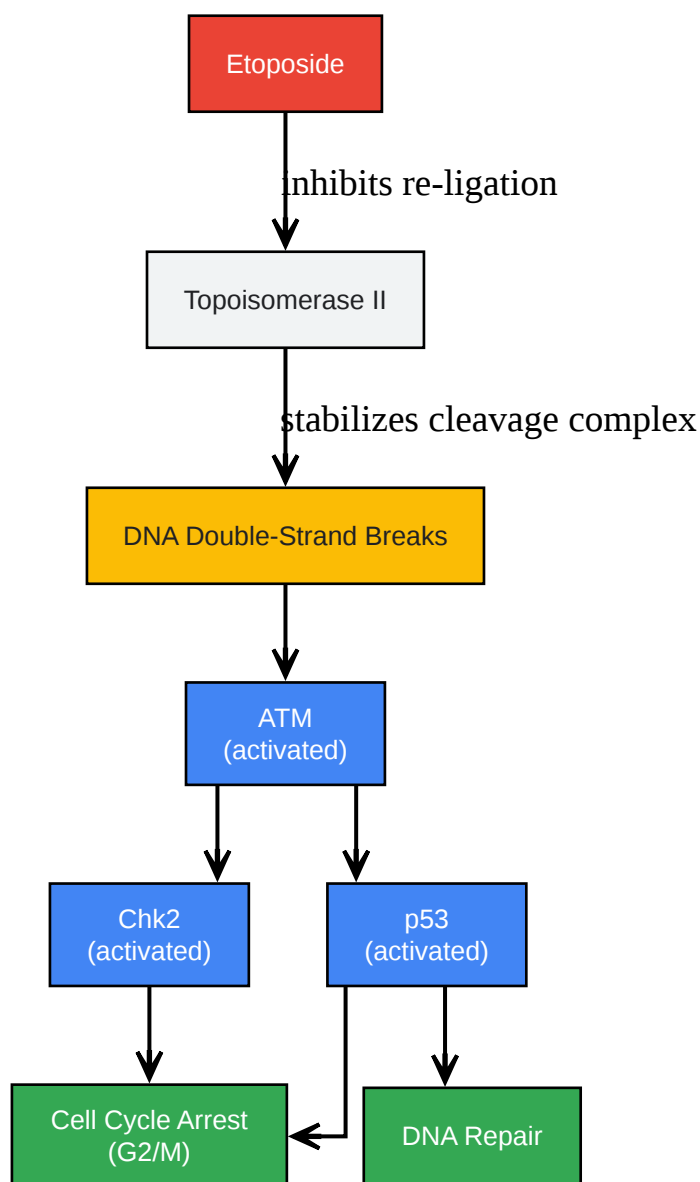 Etoposide
inhibits re-ligation
Topoisomerase II
stabilizes cleavage complex
DNA Double-Strand Breaks
ATM
(activated)
Chk2
(activated)
p53
(activated)
Cell Cycle Arrest
(G2/M)
DNA Repair